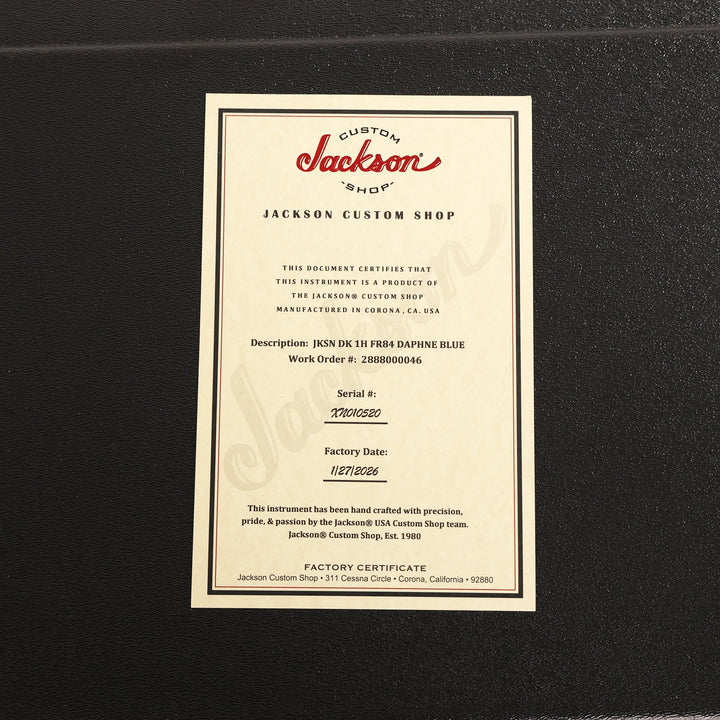 CUSTOM
Jackson®
-SHOP-
JACKSON CUSTOM SHOP
THIS DOCUMENT CERTIFIES THAT
THIS INSTRUMENT IS A PRODUCT OF
THE JACKSON® CUSTOM SHOP
MANUFACTURED IN CORONA, CA. USA
Description: JKSN DK 1H FR84 DAPHNE BLUE
Work Order #: 2888000046
Serial #:
XN010520
Factory Date:
1/27/2026
Jackson
This instrument has been hand crafted with precision,
pride, & passion by the Jackson® USA Custom Shop team.
Jackson® Custom Shop, Est. 1980
FACTORY CERTIFICATE
Jackson Custom Shop • 311 Cessna Circle • Corona, California • 92880